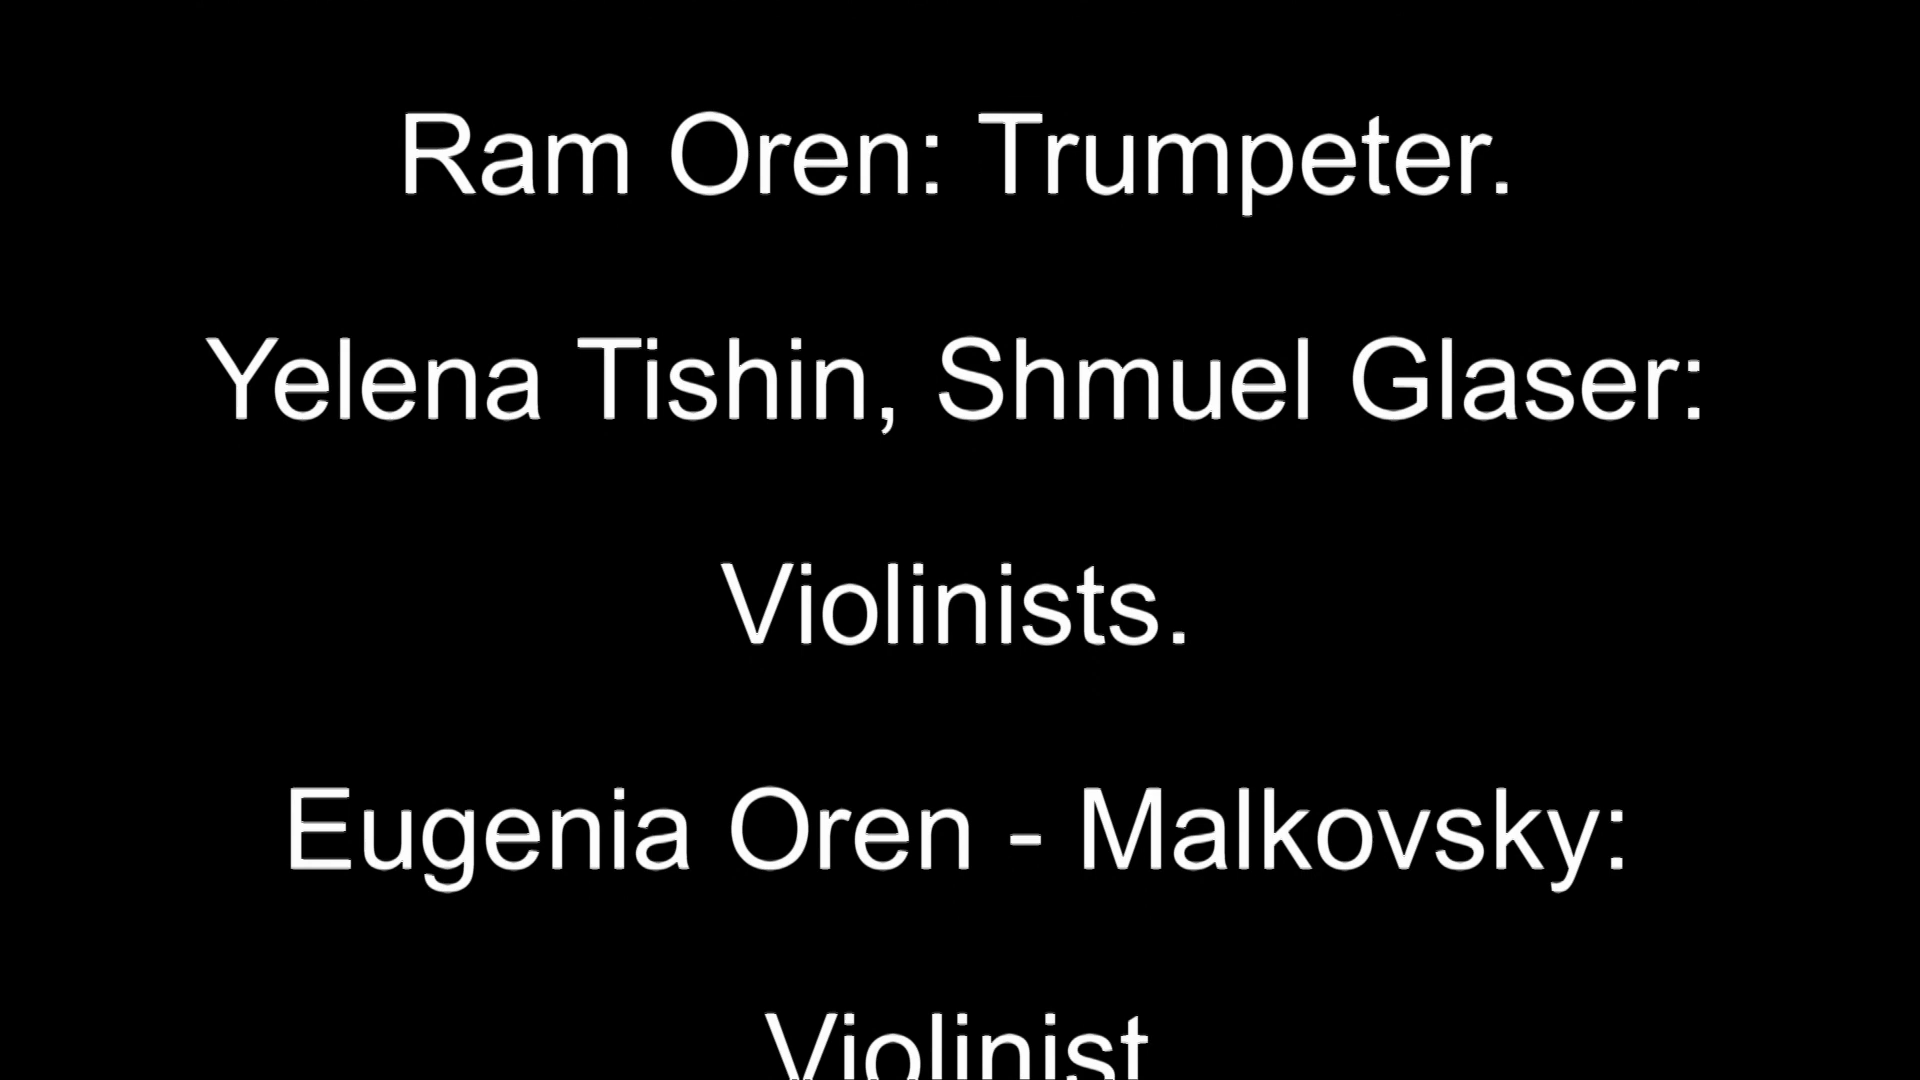 Ram Oren: Trumpeter.
Yelena Tishin, Shmuel Glaser:
Violinists.
Eugenia Oren - Malkovsky:
Violinist